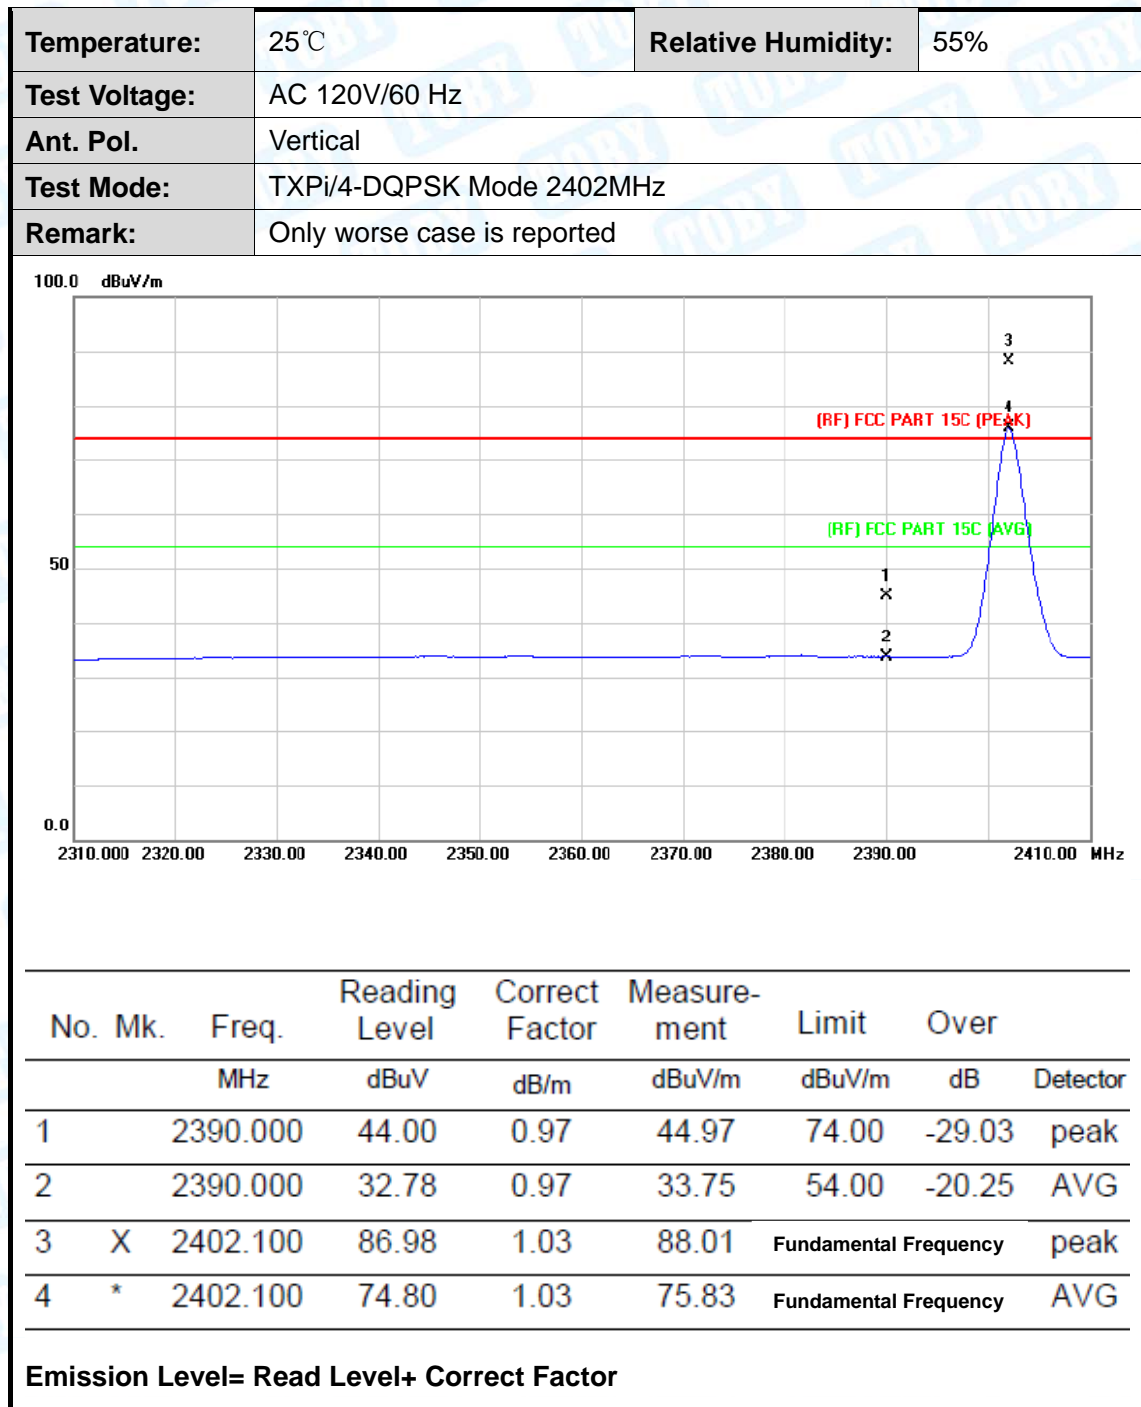 Temperature: 25℃ Relative Humidity: 55%
Test Voltage: AC 120V/60 Hz
Ant. Pol. Vertical
Test Mode: TXPi/4-DQPSK Mode 2402MHz
Remark: Only worse case is reported
100.0 dBuV/m
3
X
4
X
(RF) FCC PART 15C (PEAK)
(RF) FCC PART 15C (AVG)
50
1
X
2
X
0.0
2310.000 2320.00 2330.00 2340.00 2350.00 2360.00 2370.00 2380.00 2390.00 2410.00 MHz
No. Mk. Freq. Reading Level Correct Factor Measure-ment Limit Over
MHz dBuV dB/m dBuV/m dBuV/m dB Detector
1 2390.000 44.00 0.97 44.97 74.00 -29.03 peak
2 2390.000 32.78 0.97 33.75 54.00 -20.25 AVG
3 X 2402.100 86.98 1.03 88.01 Fundamental Frequency peak
4 * 2402.100 74.80 1.03 75.83 Fundamental Frequency AVG
Emission Level= Read Level+ Correct Factor
TOBY